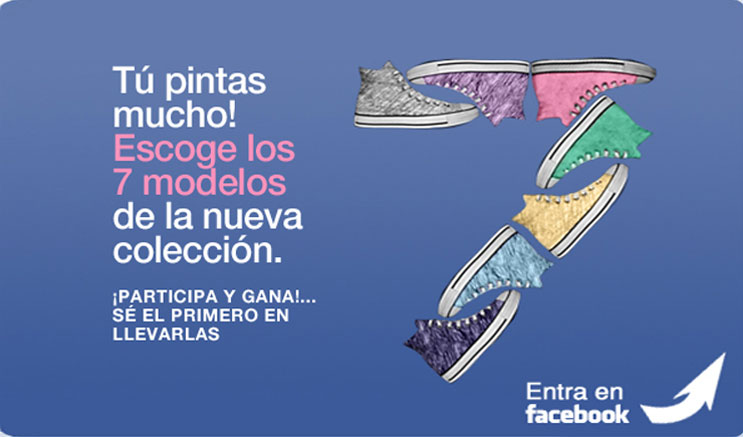 Tú pintas
mucho!
Escoge los
7 modelos
de la nueva
colección.
¡PARTICIPA Y GANA!...
SÉ EL PRIMERO EN
LLEVARLAS
Entra en
facebook